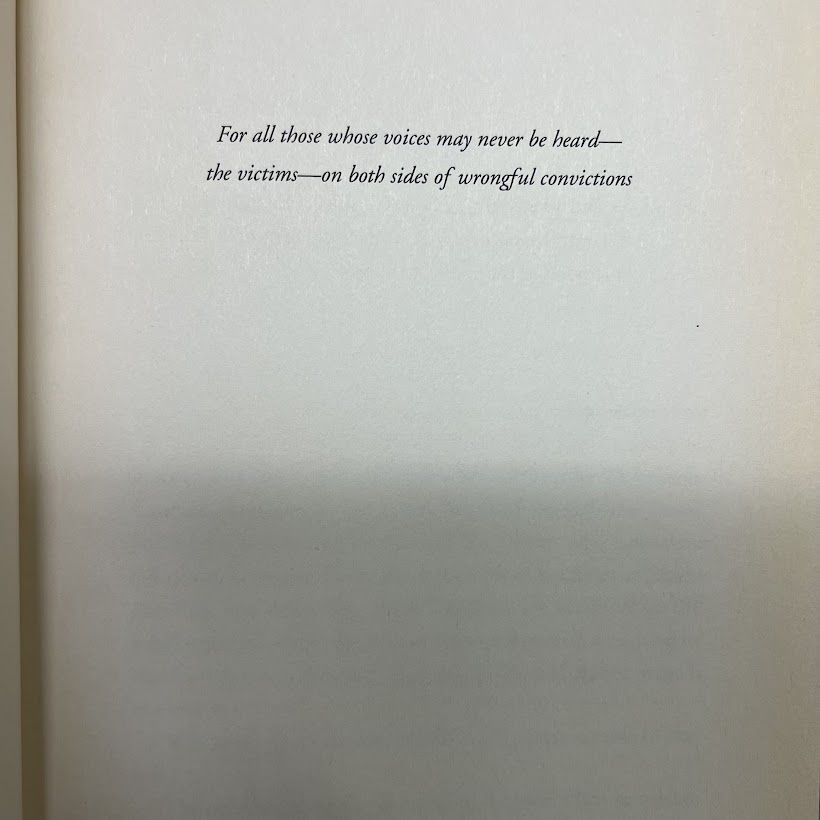 For all those whose voices may never be heard—
the victims—on both sides of wrongful convictions